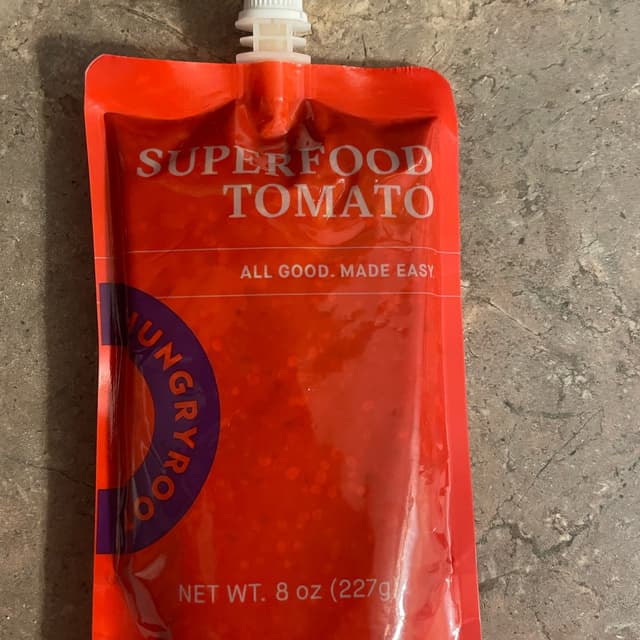 SUPERFOOD
TOMATO
ALL GOOD. MADE EASY
HUNGRYROOT
NET WT. 8 oz (227g)